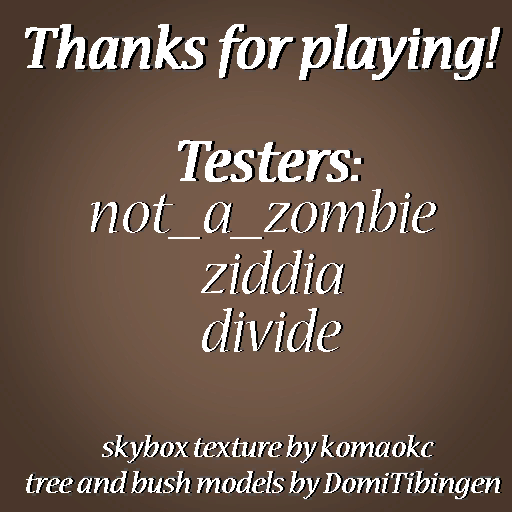 Thanks for playing!
Testers:
not_a_zombie
ziddia
divide
skybox texture by komaokc
tree and bush models by DomiTibingen